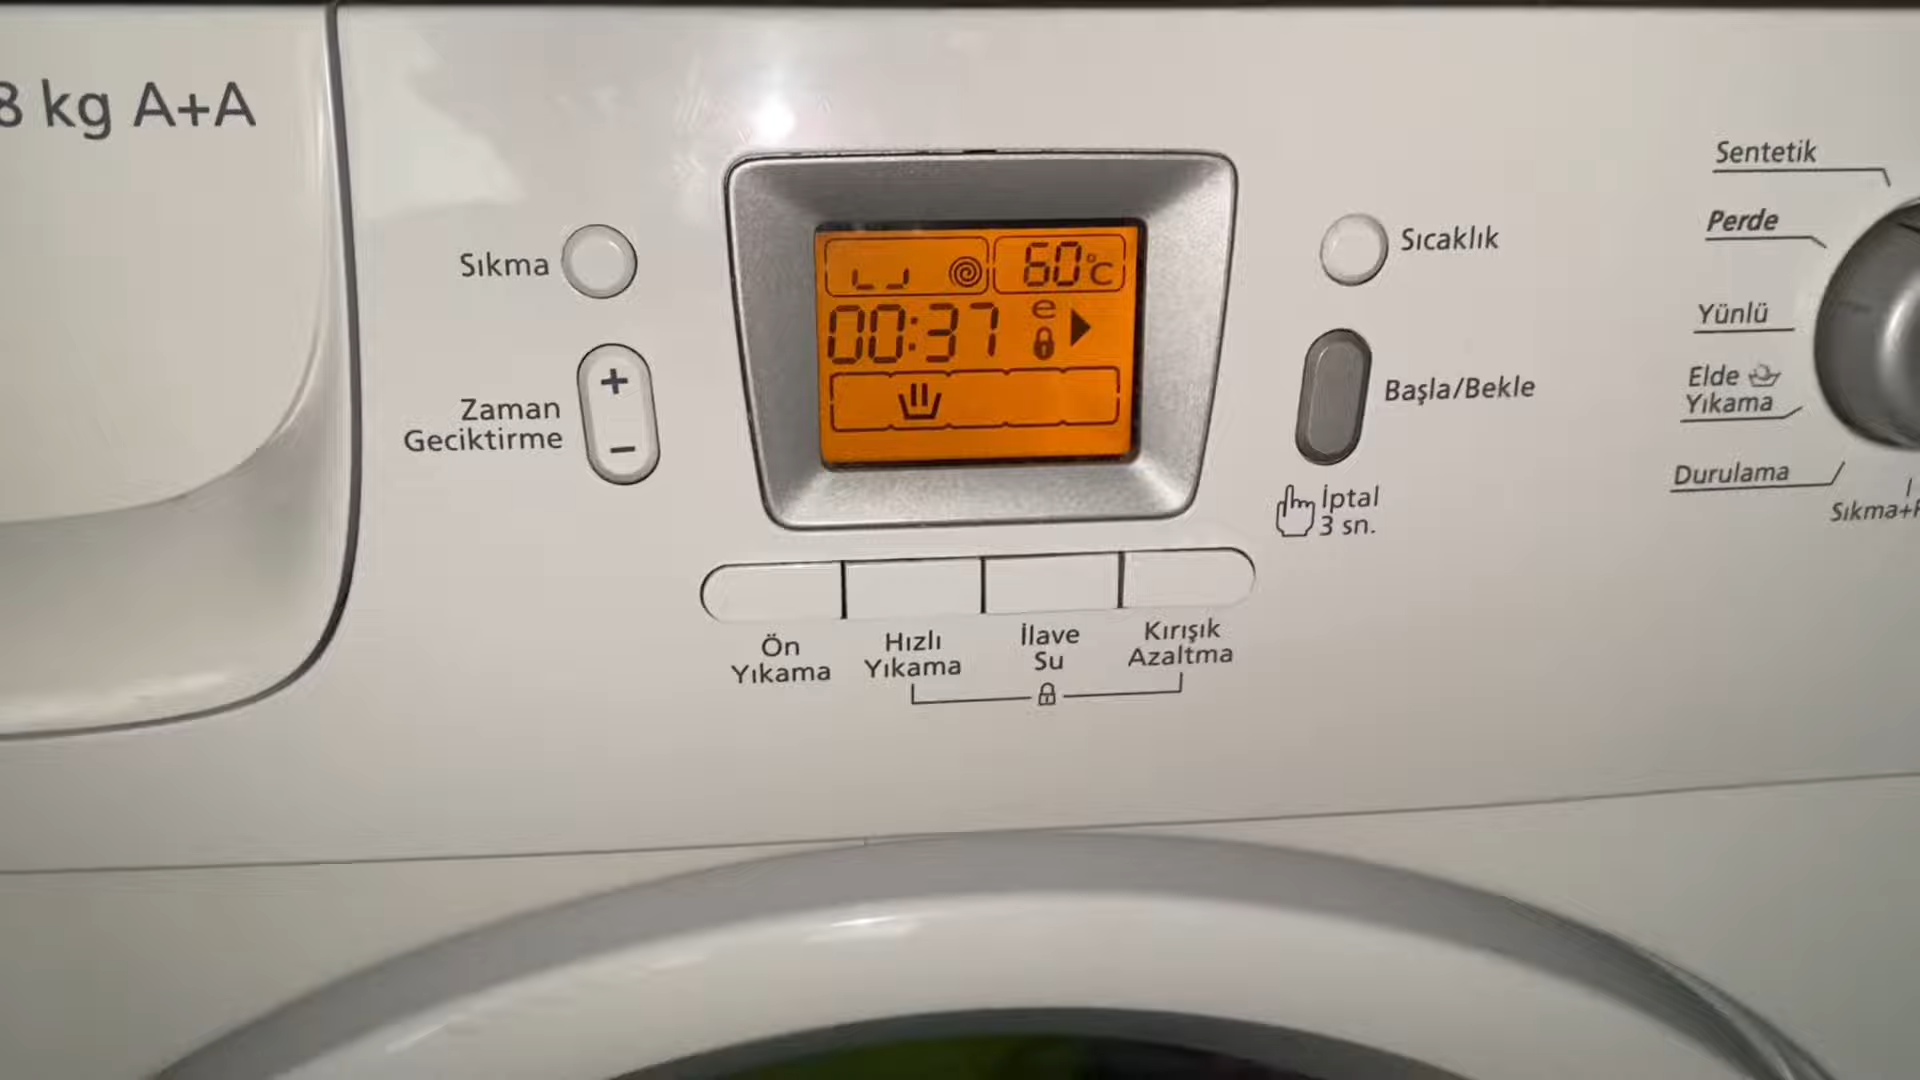 8 kg A+A
Sıkma
Zaman
Geciktirme
+
−
60°C
00:37
e
Sıcaklık
Başla/Bekle
İptal
3 sn.
Ön
Yıkama
Hızlı
Yıkama
İlave
Su
Kırışık
Azaltma
Sentetik
Perde
Yünlü
Elde
Yıkama
Durulama